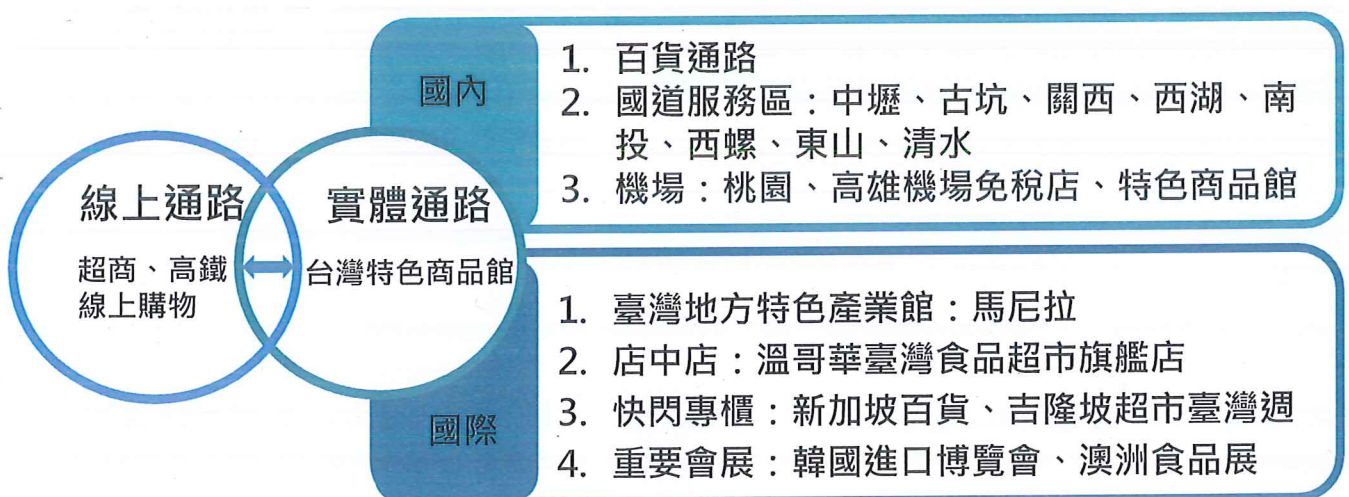 國內
1. 百貨通路
2. 國道服務區：中壢、古坑、關西、西湖、南
投、西螺、東山、清水
3. 機場：桃園、高雄機場免稅店、特色商品館
線上通路
超商、高鐵
線上購物
實體通路
台灣特色商品館
國際
1. 臺灣地方特色產業館：馬尼拉
2. 店中店：溫哥華臺灣食品超市旗艦店
3. 快閃專櫃：新加坡百貨、吉隆坡超市臺灣週
4. 重要會展：韓國進口博覽會、澳洲食品展